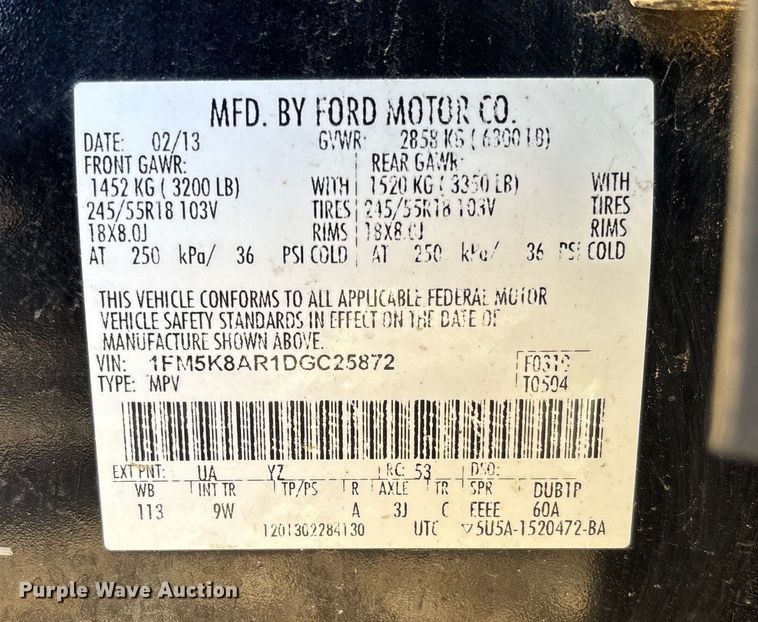 MFD. BY FORD MOTOR CO.
DATE: 02/13 GVWR: 2858 KG ( 6300 LB)
FRONT GAWR: REAR GAWR:
1452 KG ( 3200 LB) WITH 1520 KG ( 3350 LB) WITH
245/55R18 103V TIRES 245/55R18 103V TIRES
18X8.0J RIMS 18X8.0J RIMS
AT 250 kPa/ 36 PSI COLD AT 250 kPa/ 36 PSI COLD
THIS VEHICLE CONFORMS TO ALL APPLICABLE FEDERAL MOTOR
VEHICLE SAFETY STANDARDS IN EFFECT ON THE DATE OF
MANUFACTURE SHOWN ABOVE.
VIN: 1FM5K8AR1DGC25872 F0310
TYPE: MPV T0504
EXT PNT: UA YZ RC: 53 DSO:
WB INT TR TP/PS R AXLE TR SPR DUB1P
113 9W A 3J C EEEE 60A
1201302284130 UTC ▽5U5A-1520472-BA
Purple Wave Auction